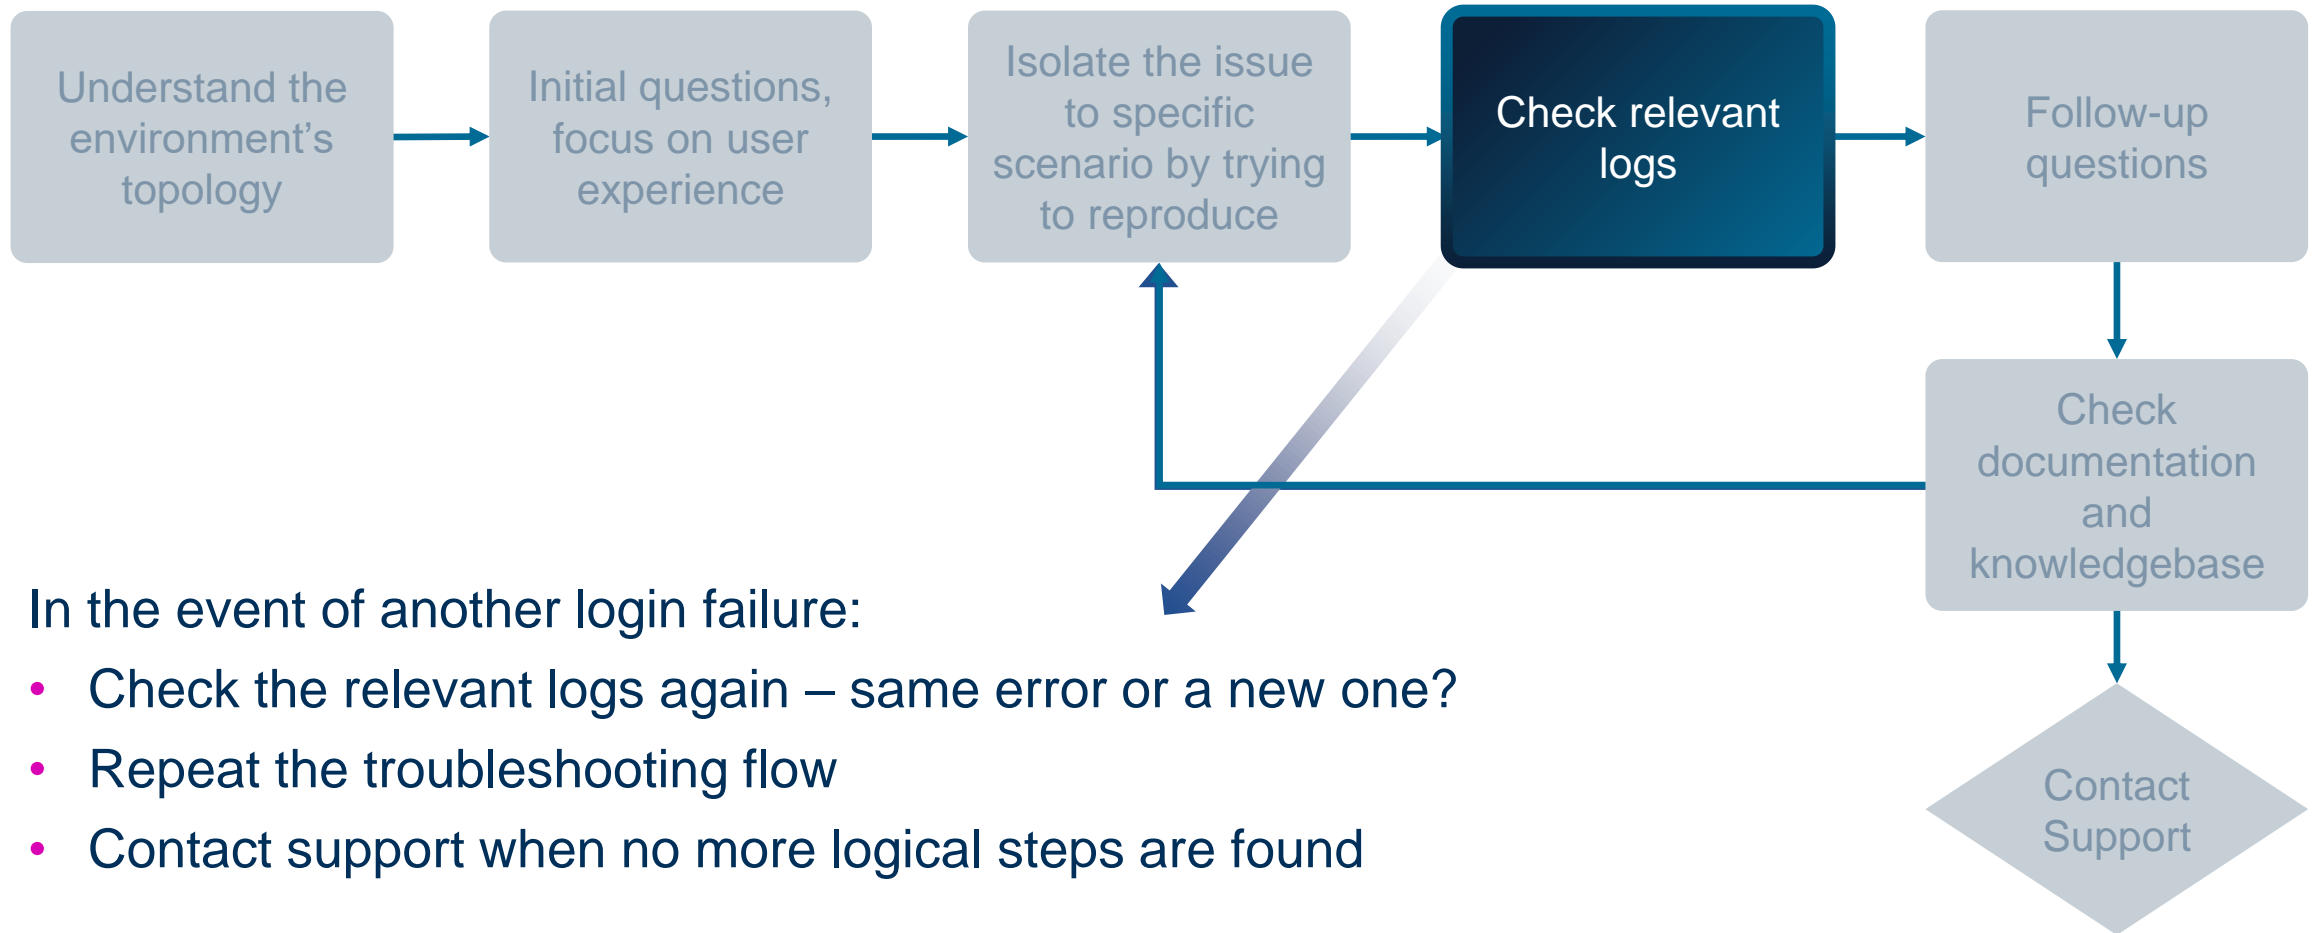 Understand the
environment’s
topology
Initial questions,
focus on user
experience
Isolate the issue
to specific
scenario by trying
to reproduce
Check relevant
logs
Follow-up
questions
Check
documentation
and
knowledgebase
Contact
Support
In the event of another login failure:
• Check the relevant logs again – same error or a new one?
• Repeat the troubleshooting flow
• Contact support when no more logical steps are found